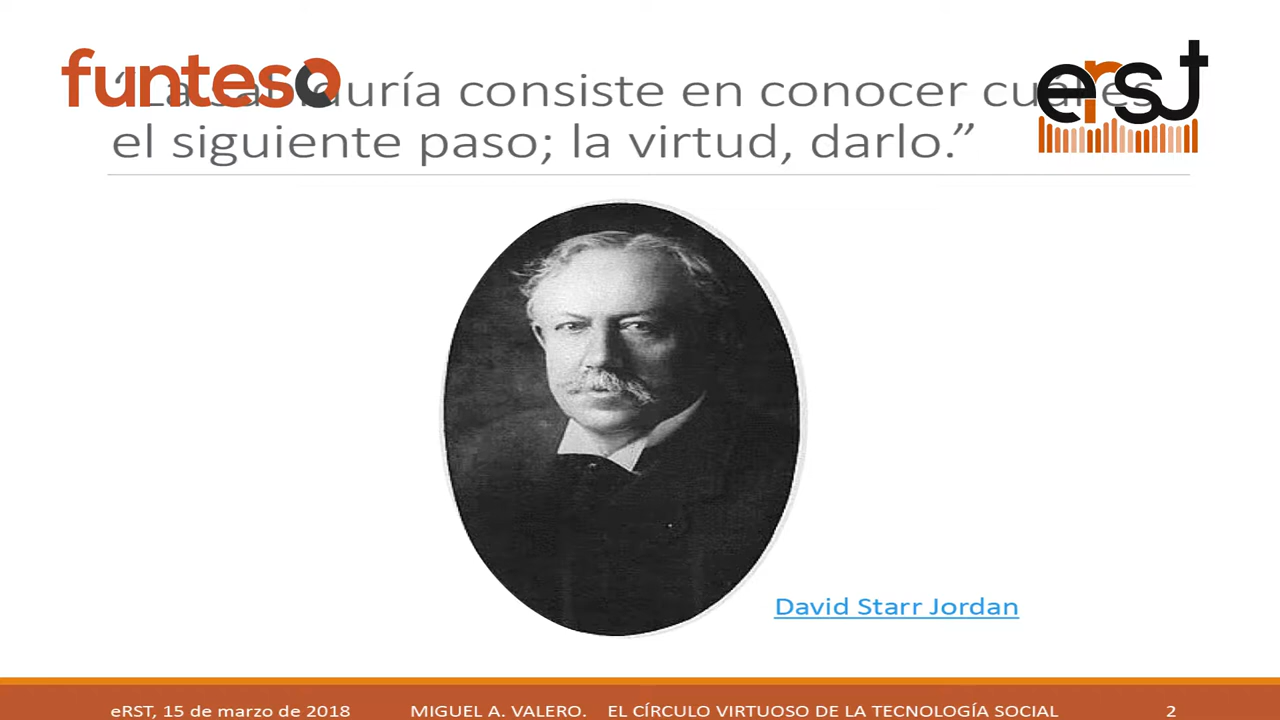 funteso
erst
“La sabiduría consiste en conocer cuál es
el siguiente paso; la virtud, darlo.”
David Starr Jordan
eRST, 15 de marzo de 2018
MIGUEL A. VALERO. EL CÍRCULO VIRTUOSO DE LA TECNOLOGÍA SOCIAL
2